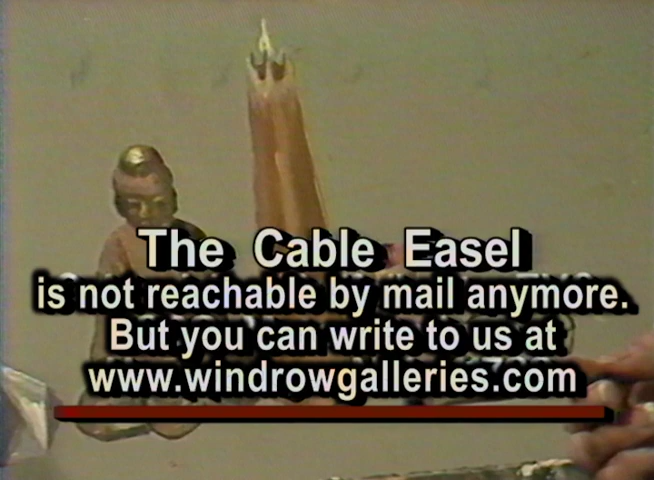 The Cable Easel
is not reachable by mail anymore.
But you can write to us at
www.windrowgalleries.com